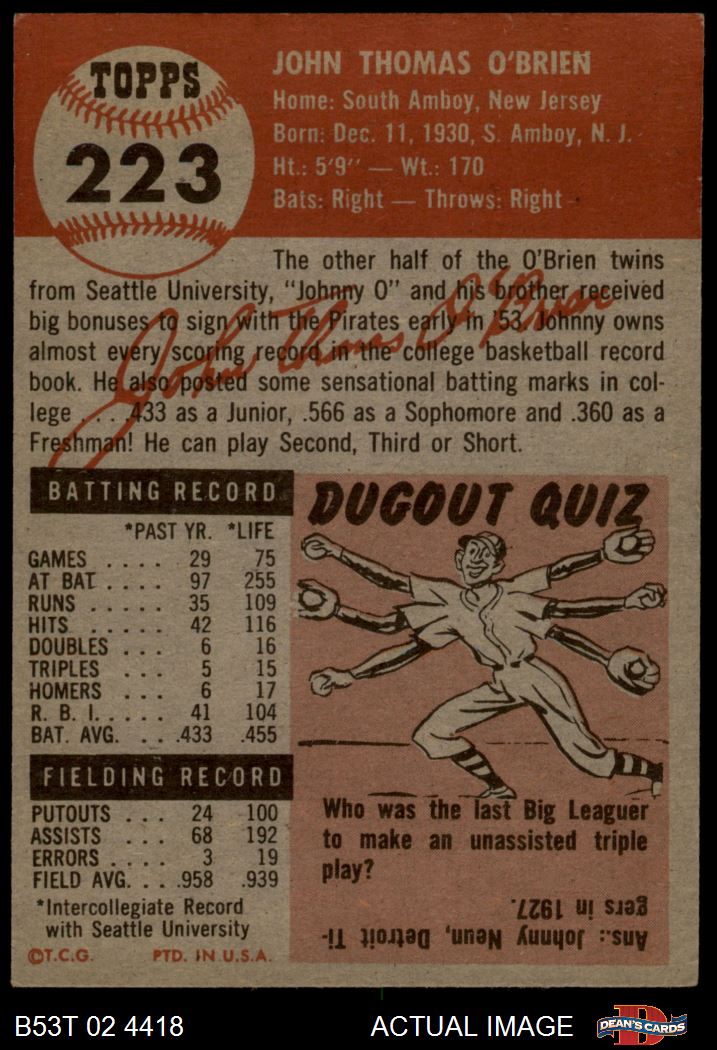 TOPPS
223
JOHN THOMAS O'BRIEN
Home: South Amboy, New Jersey
Born: Dec. 11, 1930, S. Amboy, N. J.
Ht.: 5'9" — Wt.: 170
Bats: Right — Throws: Right
The other half of the O'Brien twins
from Seattle University, "Johnny O" and his brother received
big bonuses to sign with the Pirates early in '53. Johnny owns
almost every scoring record in the college basketball record
book. He also posted some sensational batting marks in col-
lege . . . .433 as a Junior, .566 as a Sophomore and .360 as a
Freshman! He can play Second, Third or Short.
John Thomas O'Brien
BATTING RECORD
*PAST YR. *LIFE
GAMES . . . . 29 75
AT BAT . . . . 97 255
RUNS . . . . . 35 109
HITS . . . . . 42 116
DOUBLES . . . 6 16
TRIPLES . . . 5 15
HOMERS . . . 6 17
R. B. I. . . . . 41 104
BAT. AVG. . . .433 .455
FIELDING RECORD
PUTOUTS . . . 24 100
ASSISTS . . . 68 192
ERRORS . . . . 3 19
FIELD AVG. . . .958 .939
*Intercollegiate Record
with Seattle University
©T.C.G. PTD. IN U.S.A.
DUGOUT QUIZ
Who was the last Big Leaguer
to make an unassisted triple
play?
Ans.: Johnny Neun, Detroit Ti-
gers in 1927.
B53T 02 4418
ACTUAL IMAGE
D
DEAN'S CARDS